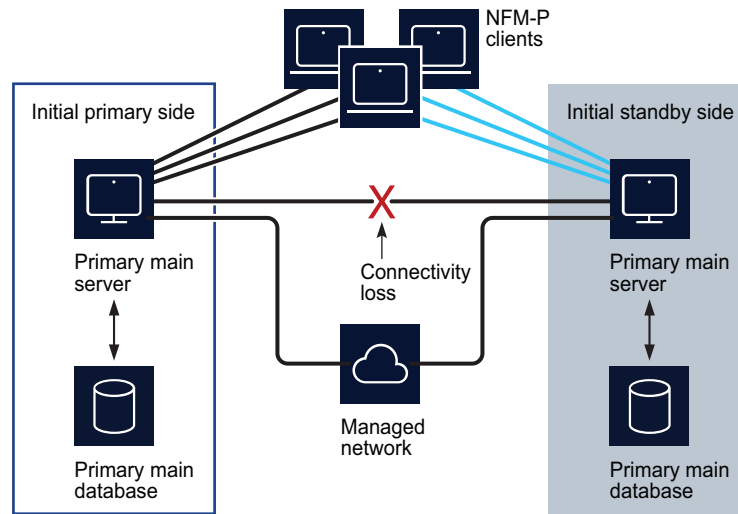 NFM-P
clients
Initial primary side
Initial standby side
Primary main
server
X
Connectivity
loss
Primary main
server
Managed
network
Primary main
database
Primary main
database